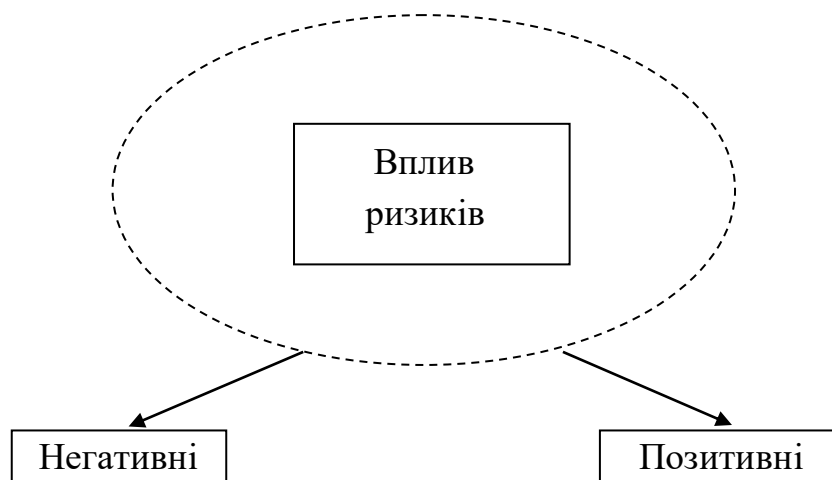 Вплив
ризиків
Негативні
Позитивні